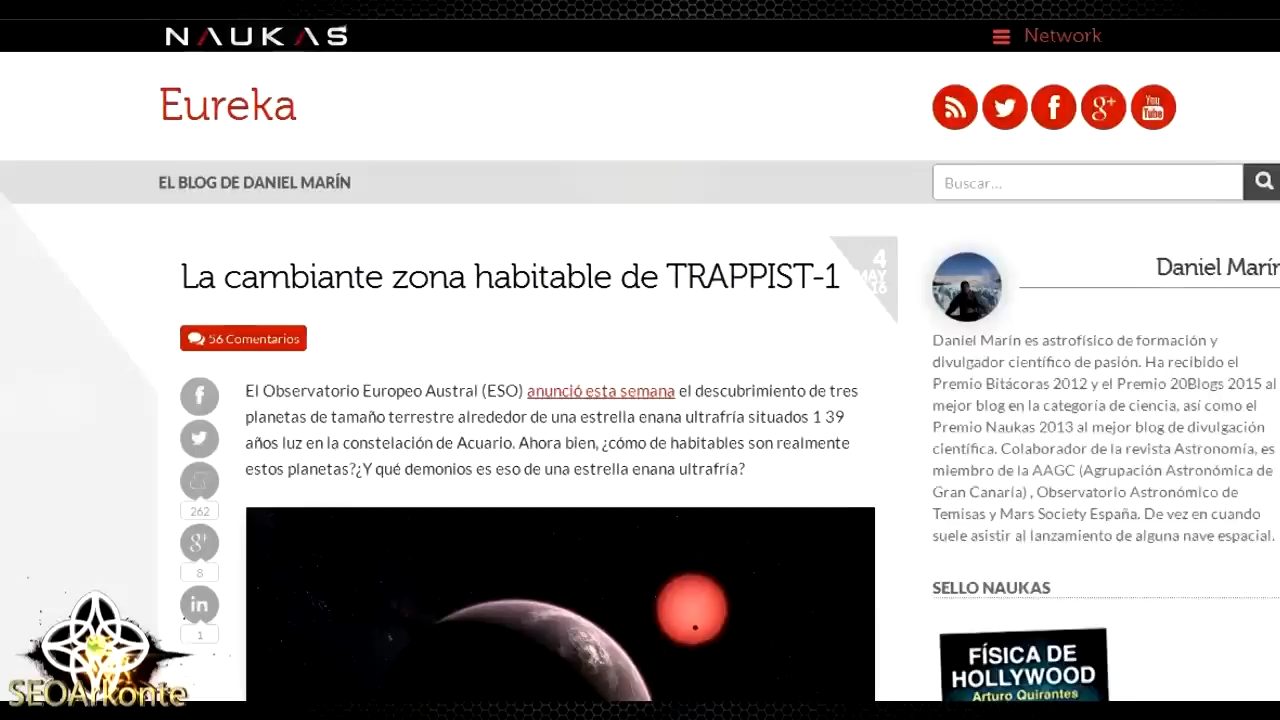 NAUKAS
Network
Eureka
g+
You
Tube
EL BLOG DE DANIEL MARÍN
Buscar...
La cambiante zona habitable de TRAPPIST-1
4
MAY
16
56 Comentarios
El Observatorio Europeo Austral (ESO) anunció esta semana el descubrimiento de tres
planetas de tamaño terrestre alrededor de una estrella enana ultrafría situados 1 39
años luz en la constelación de Acuario. Ahora bien, ¿cómo de habitables son realmente
estos planetas?¿Y qué demonios es eso de una estrella enana ultrafría?
262
g+
8
in
1
Daniel Marín
Daniel Marín es astrofísico de formación y
divulgador científico de pasión. Ha recibido el
Premio Bitácoras 2012 y el Premio 20Blogs 2015 al
mejor blog en la categoría de ciencia, así como el
Premio Naukas 2013 al mejor blog de divulgación
científica. Colaborador de la revista Astronomía, es
miembro de la AAGC (Agrupación Astronómica de
Gran Canaria) , Observatorio Astronómico de
Temisas y Mars Society España. De vez en cuando
suele asistir al lanzamiento de alguna nave espacial.
SELLO NAUKAS
FÍSICA DE
HOLLYWOOD
Arturo Quirantes
SEOArkonte